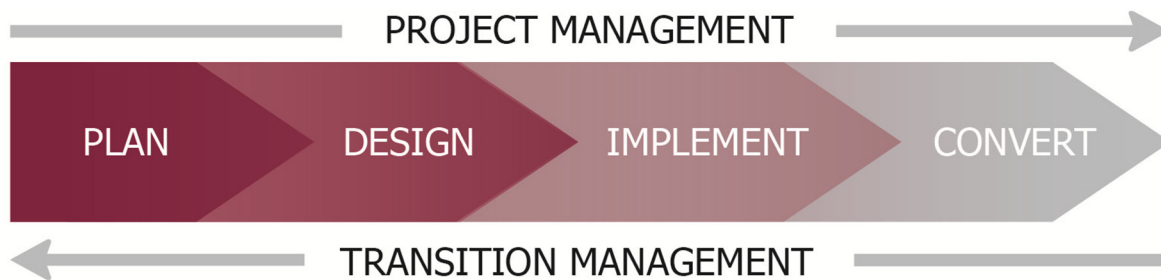 PROJECT MANAGEMENT
PLAN DESIGN IMPLEMENT CONVERT
TRANSITION MANAGEMENT